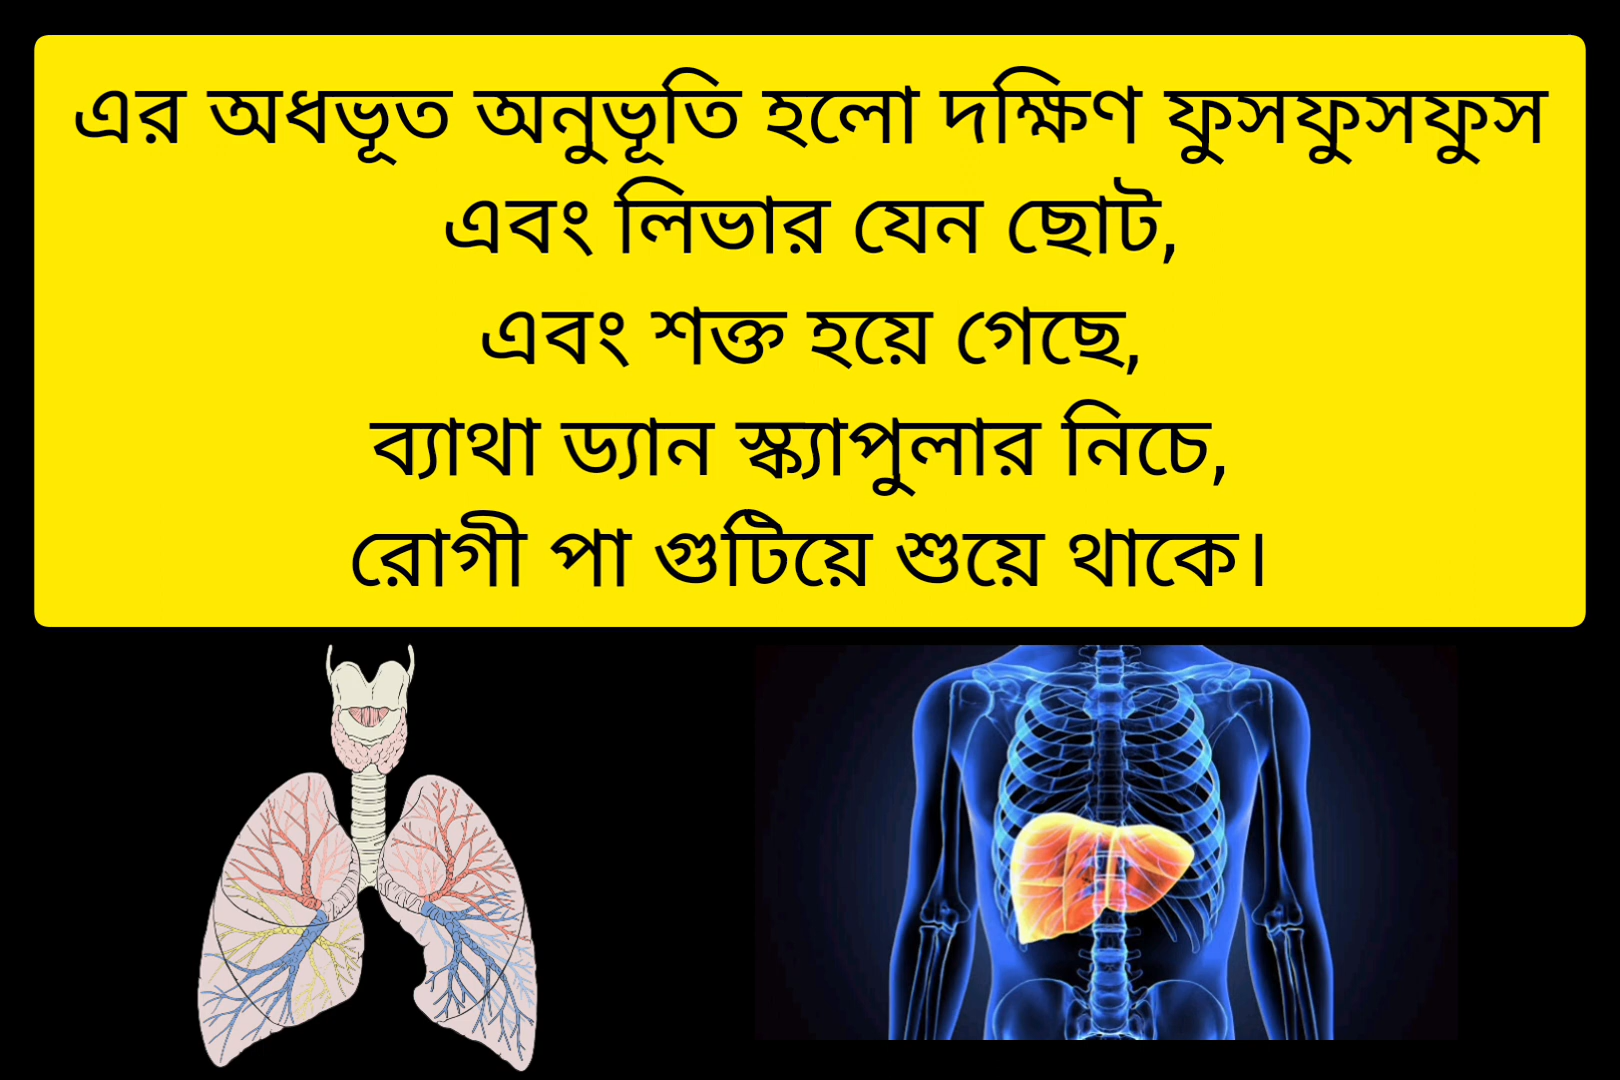 এর অধভূত অনুভূতি হলো দক্ষিণ ফুসফুসফুস
এবং লিভার যেন ছোট,
এবং শক্ত হয়ে গেছে,
ব্যাথা ড্যান স্ক্যাপুলার নিচে,
রোগী পা গুটিয়ে শুয়ে থাকে।